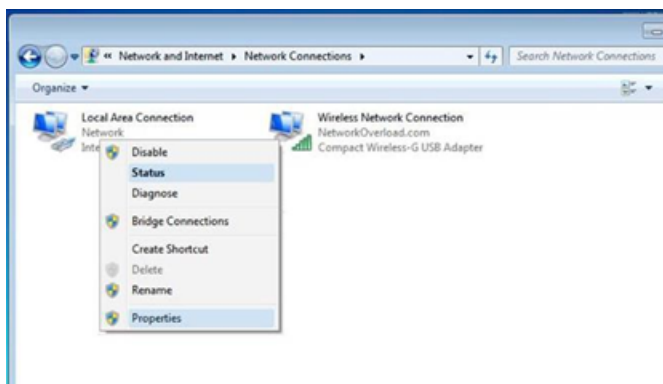 « Network and Internet ▸ Network Connections ▸
Search Network Connections
Organize
Local Area Connection
Network
Inte
Wireless Network Connection
NetworkOverload.com
Compact Wireless-G USB Adapter
Disable
Status
Diagnose
Bridge Connections
Create Shortcut
Delete
Rename
Properties